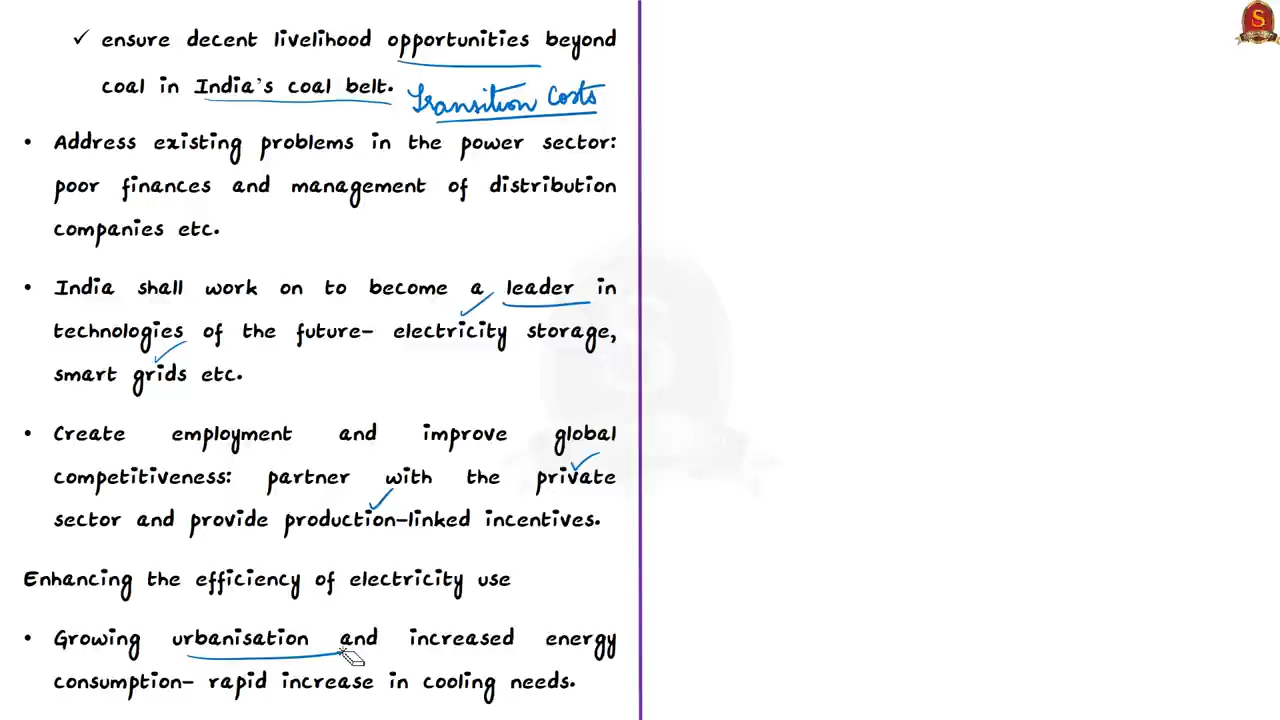 ✓ ensure decent livelihood opportunities beyond
coal in India's coal belt. Transition Costs
• Address existing problems in the power sector:
poor finances and management of distribution
companies etc.
• India shall work on to become a leader in
technologies of the future- electricity storage,
smart grids etc.
• Create employment and improve global
competitiveness: partner with the private
sector and provide production-linked incentives.
Enhancing the efficiency of electricity use
• Growing urbanisation and increased energy
consumption- rapid increase in cooling needs.
S